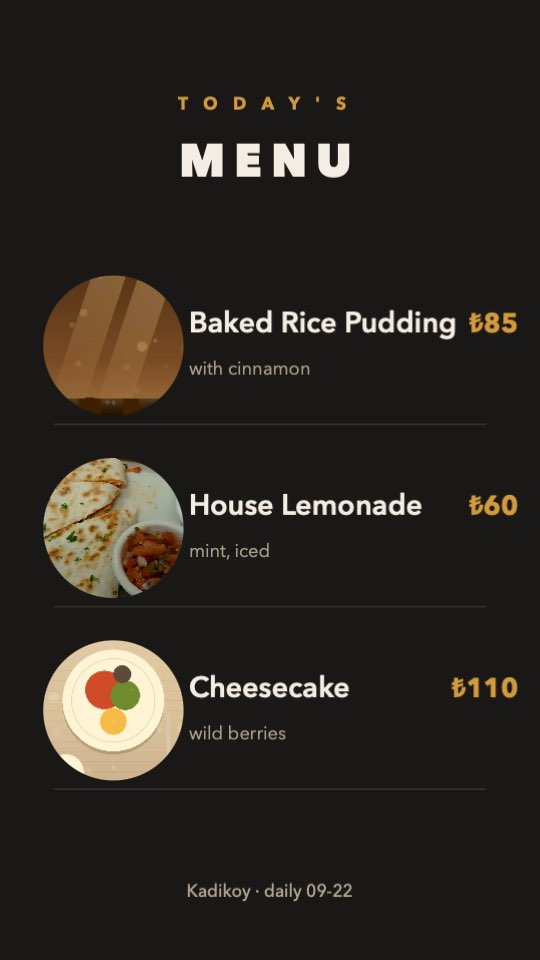 TODAY'S
MENU
Baked Rice Pudding ₺85
with cinnamon
House Lemonade ₺60
mint, iced
Cheesecake ₺110
wild berries
Kadikoy · daily 09-22